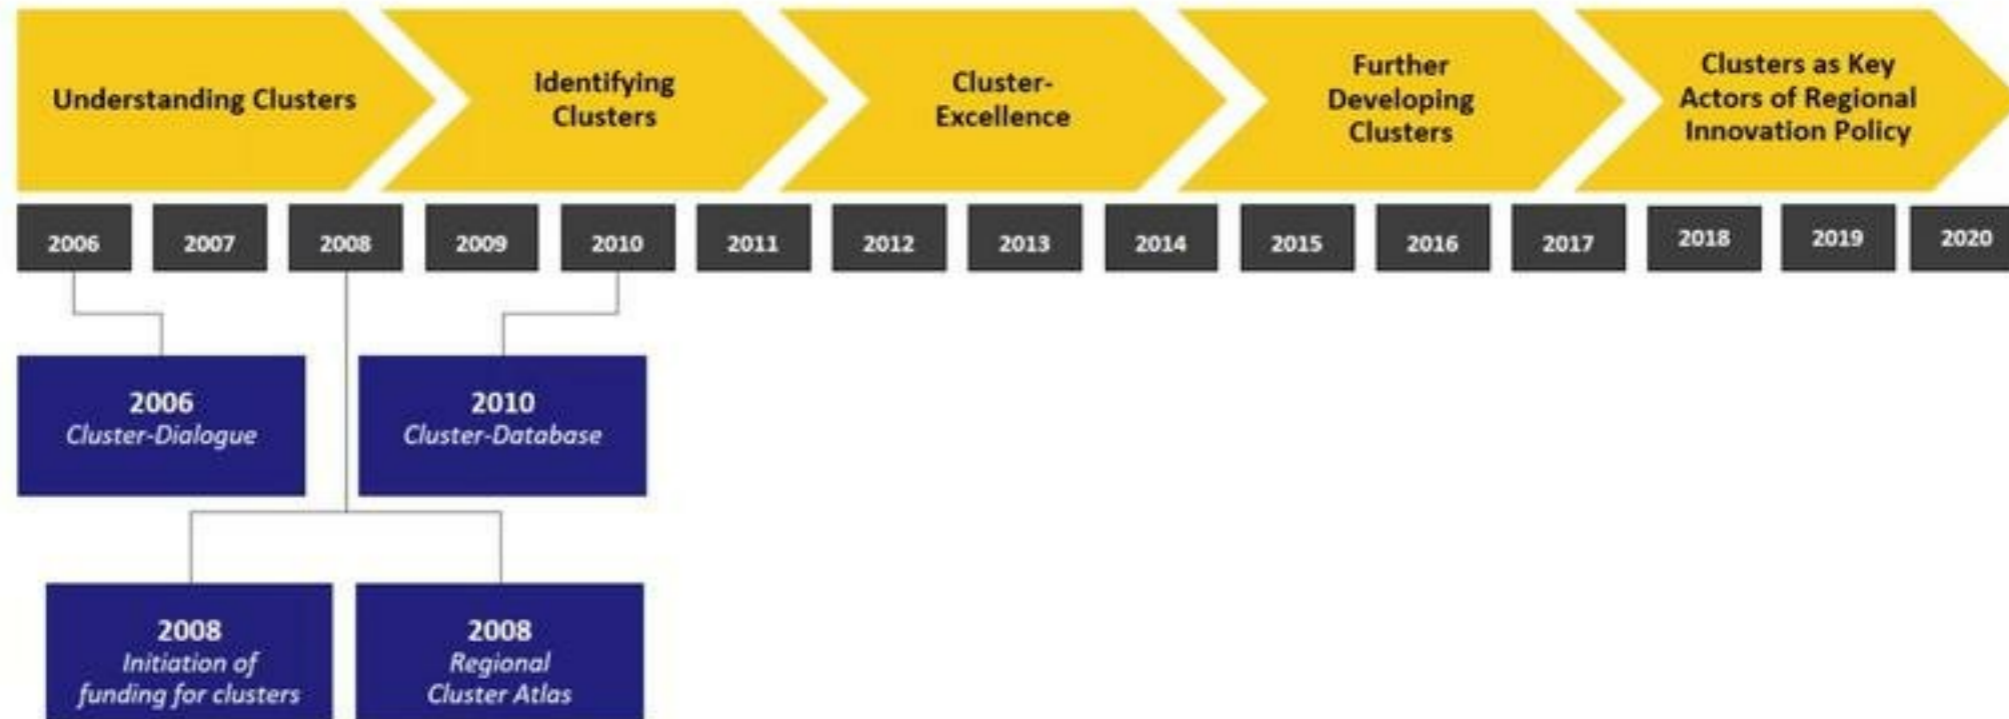 Understanding Clusters
Identifying
Clusters
Cluster-
Excellence
Further
Developing
Clusters
Clusters as Key
Actors of Regional
Innovation Policy
2006 2007 2008 2009 2010 2011 2012 2013 2014 2015 2016 2017 2018 2019 2020
2006
Cluster-Dialogue
2010
Cluster-Database
2008
Initiation of
funding for clusters
2008
Regional
Cluster Atlas